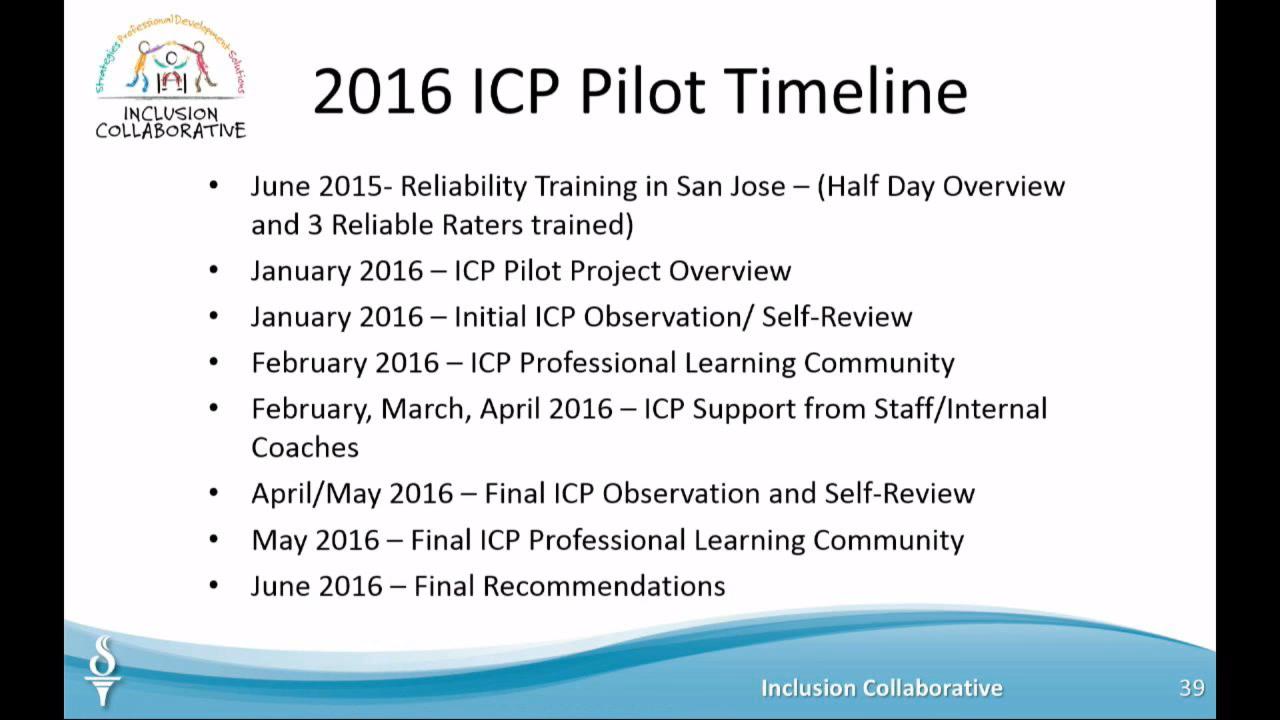 Strategies Professional Development Solutions
INCLUSION
COLLABORATIVE
2016 ICP Pilot Timeline
• June 2015- Reliability Training in San Jose – (Half Day Overview
and 3 Reliable Raters trained)
• January 2016 – ICP Pilot Project Overview
• January 2016 – Initial ICP Observation/ Self-Review
• February 2016 – ICP Professional Learning Community
• February, March, April 2016 – ICP Support from Staff/Internal
Coaches
• April/May 2016 – Final ICP Observation and Self-Review
• May 2016 – Final ICP Professional Learning Community
• June 2016 – Final Recommendations
Inclusion Collaborative
39